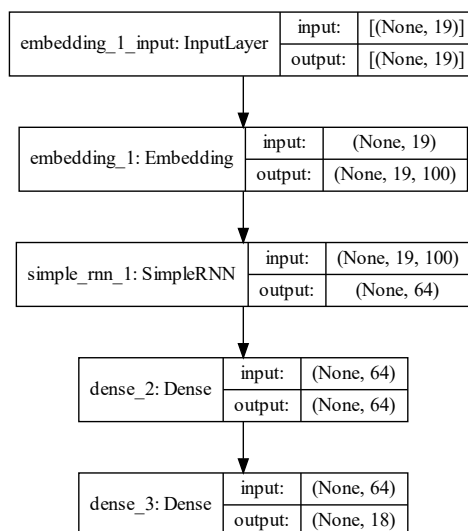 embedding_1_input: InputLayer
input:
[(None, 19)]
output:
[(None, 19)]
embedding_1: Embedding
input:
(None, 19)
output:
(None, 19, 100)
simple_rnn_1: SimpleRNN
input:
(None, 19, 100)
output:
(None, 64)
dense_2: Dense
input:
(None, 64)
output:
(None, 64)
dense_3: Dense
input:
(None, 64)
output:
(None, 18)